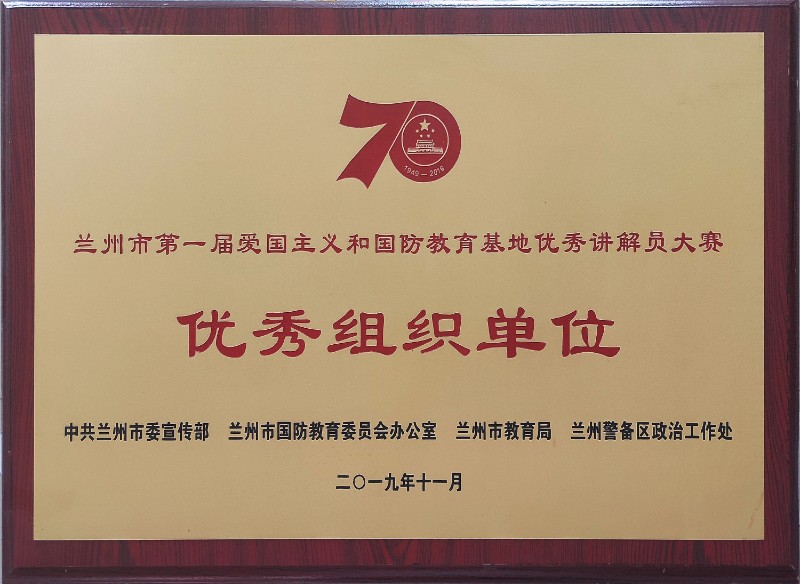 70
1949—2019
兰州市第一届爱国主义和国防教育基地优秀讲解员大赛
优秀组织单位
中共兰州市委宣传部 兰州市国防教育委员会办公室 兰州市教育局 兰州警备区政治工作处
二〇一九年十一月